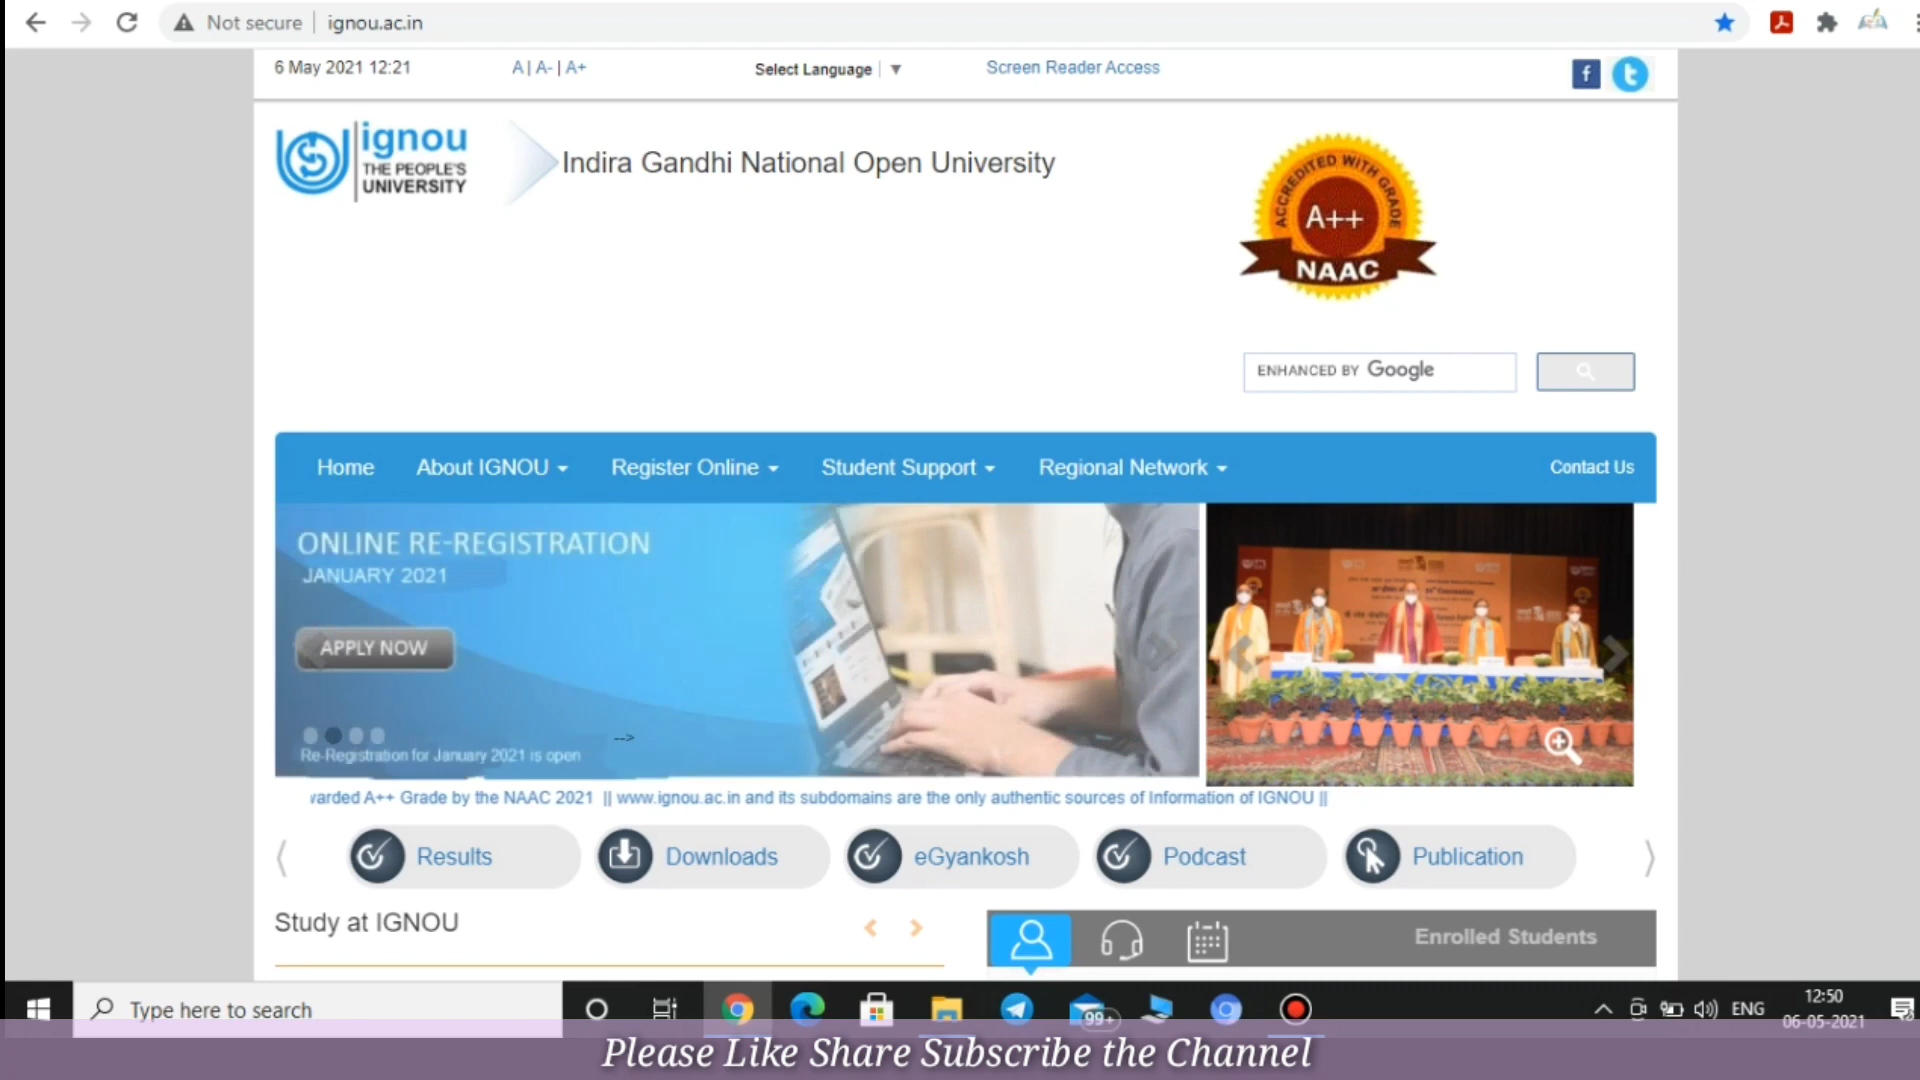 Not secure
ignou.ac.in
6 May 2021 12:21
A | A- | A+
Select Language ▼
Screen Reader Access
ignou
THE PEOPLE'S
UNIVERSITY
Indira Gandhi National Open University
ACCREDITED WITH GRADE
A++
NAAC
ENHANCED BY Google
Home
About IGNOU
Register Online
Student Support
Regional Network
Contact Us
ONLINE RE-REGISTRATION
JANUARY 2021
APPLY NOW
-->
Re-Registration for January 2021 is open
varded A++ Grade by the NAAC 2021 || www.ignou.ac.in and its subdomains are the only authentic sources of Information of IGNOU ||
Results
Downloads
eGyankosh
Podcast
Publication
Study at IGNOU
Enrolled Students
Type here to search
99+
ENG
12:50
06-05-2021
Please Like Share Subscribe the Channel